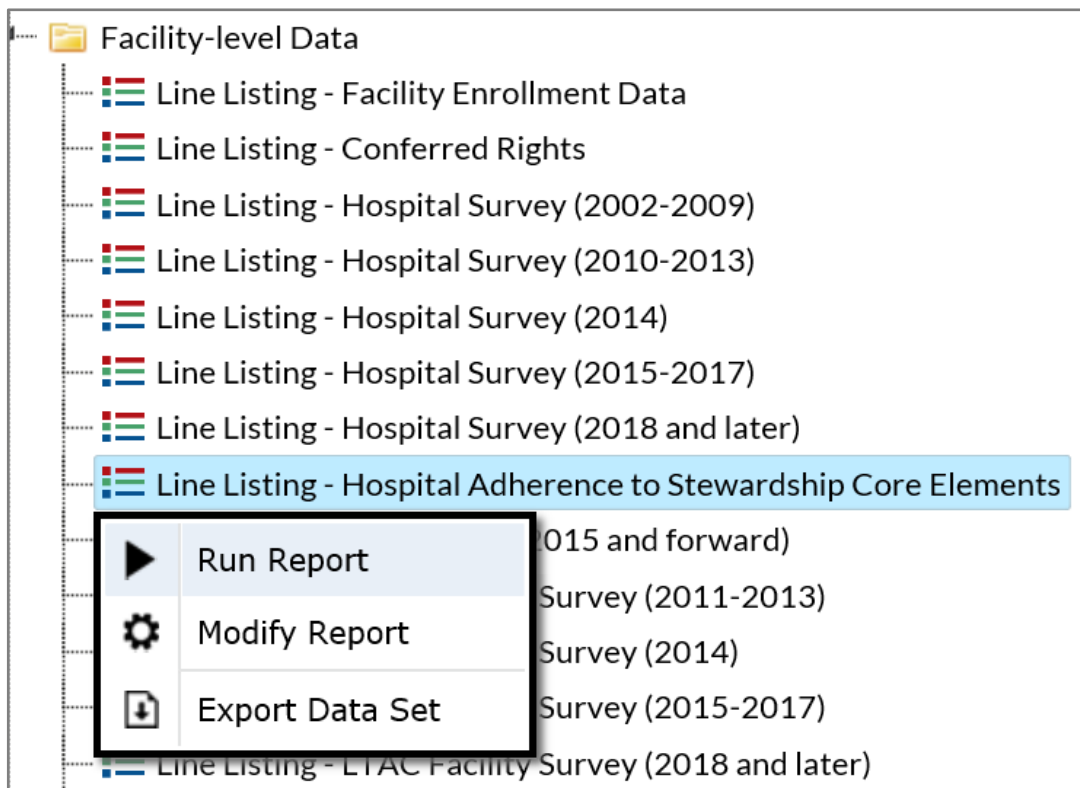 Facility-level Data
Line Listing - Facility Enrollment Data
Line Listing - Conferred Rights
Line Listing - Hospital Survey (2002-2009)
Line Listing - Hospital Survey (2010-2013)
Line Listing - Hospital Survey (2014)
Line Listing - Hospital Survey (2015-2017)
Line Listing - Hospital Survey (2018 and later)
Line Listing - Hospital Adherence to Stewardship Core Elements
2015 and forward)
Survey (2011-2013)
Survey (2014)
Survey (2015-2017)
Line Listing - LTAC Facility Survey (2018 and later)
Run Report
Modify Report
Export Data Set